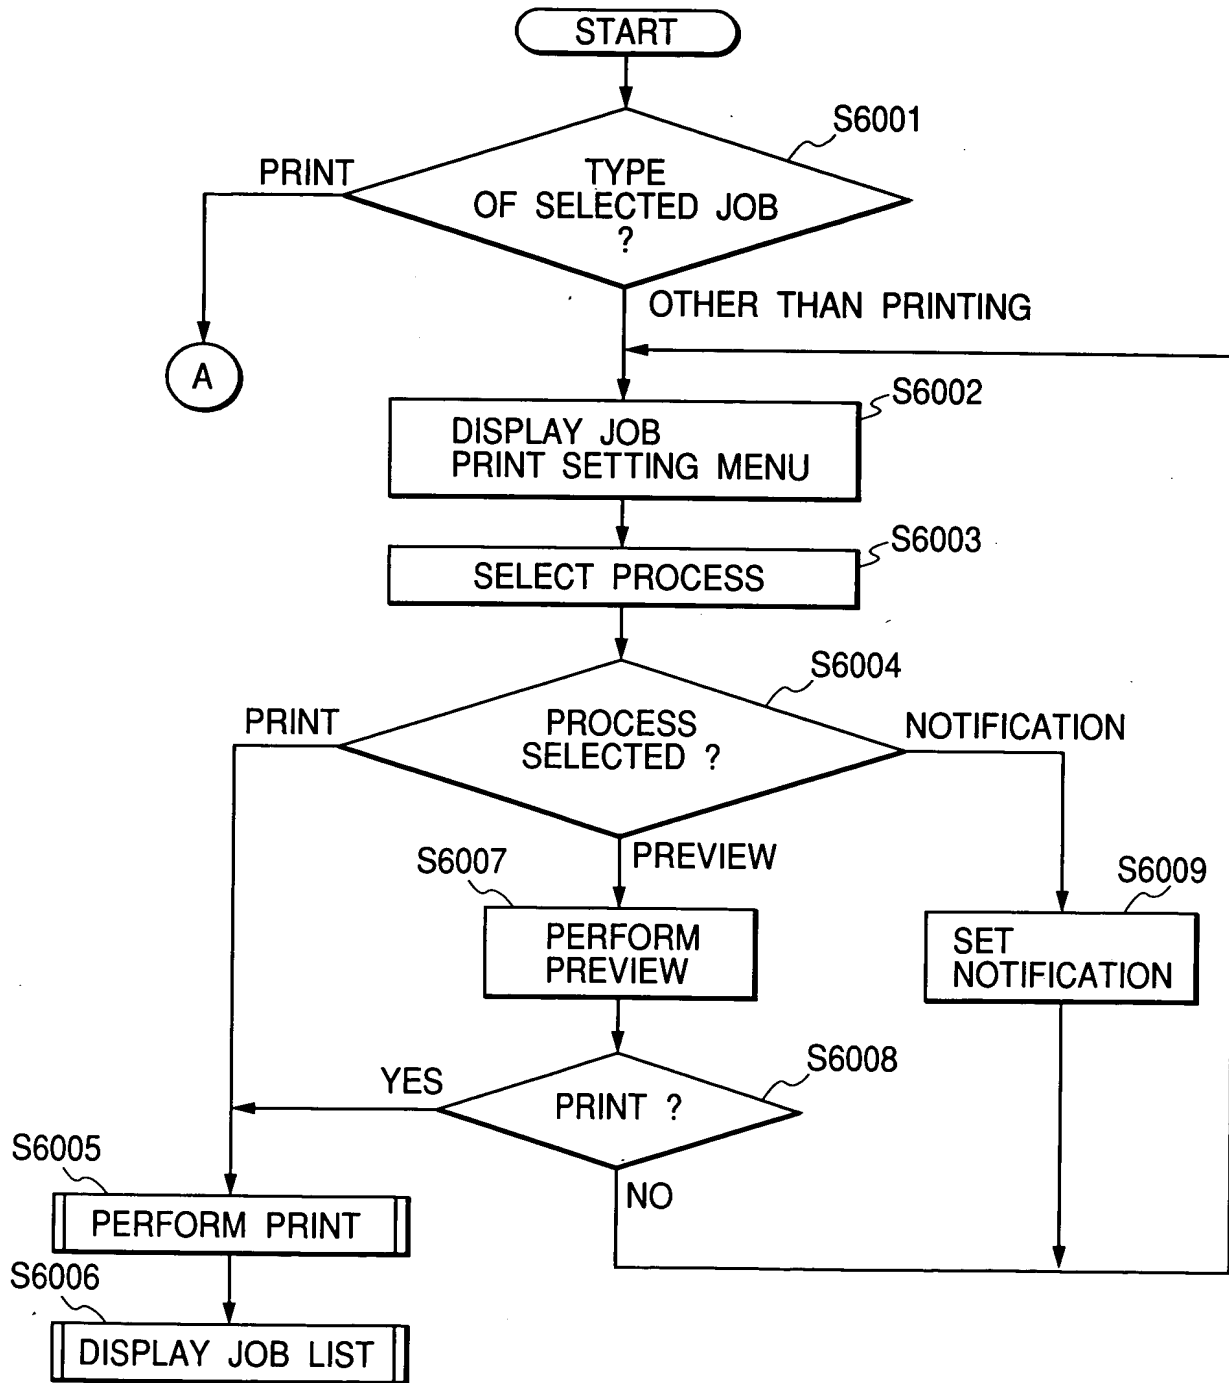 START
S6001
PRINT
TYPE
OF SELECTED JOB
?
OTHER THAN PRINTING
A
S6002
DISPLAY JOB
PRINT SETTING MENU
S6003
SELECT PROCESS
S6004
PRINT
PROCESS
SELECTED ?
NOTIFICATION
PREVIEW
S6007
S6009
PERFORM
PREVIEW
SET
NOTIFICATION
S6008
YES
PRINT ?
S6005
NO
PERFORM PRINT
S6006
DISPLAY JOB LIST